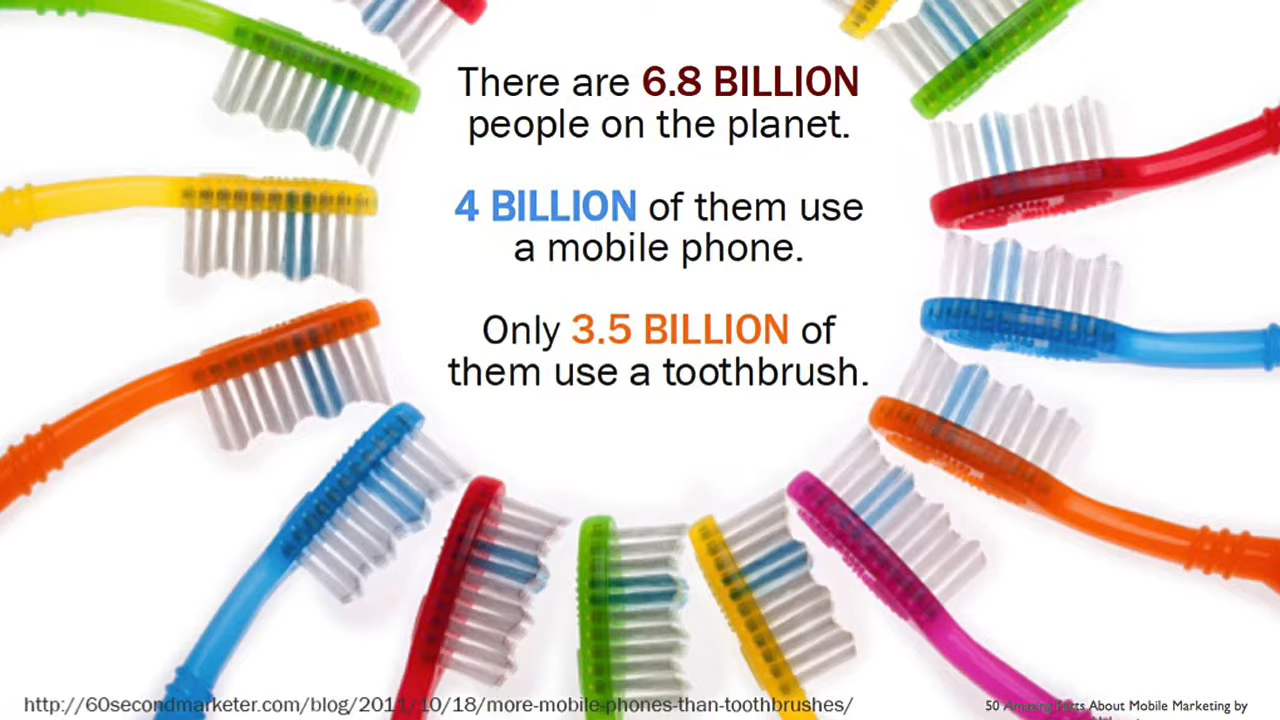 There are 6.8 BILLION
people on the planet.
4 BILLION of them use
a mobile phone.
Only 3.5 BILLION of
them use a toothbrush.
http://60secondmarketer.com/blog/2011/10/18/more-mobile-phones-than-toothbrushes/
50 Amazing Facts About Mobile Marketing by